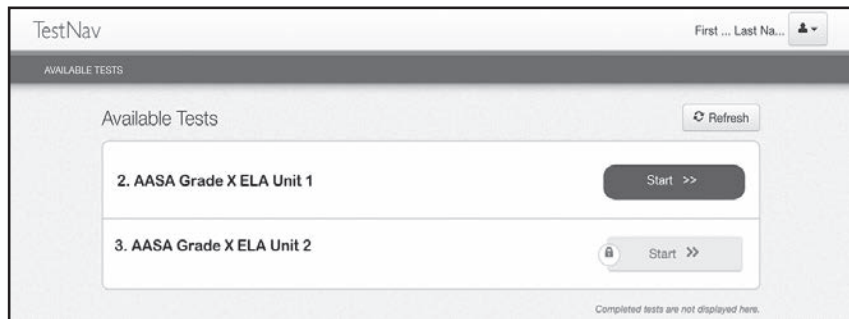 TestNav
First ... Last Na...
AVAILABLE TESTS
Available Tests
Refresh
2. AASA Grade X ELA Unit 1
Start >>
3. AASA Grade X ELA Unit 2
Start >>
Completed tests are not displayed here.